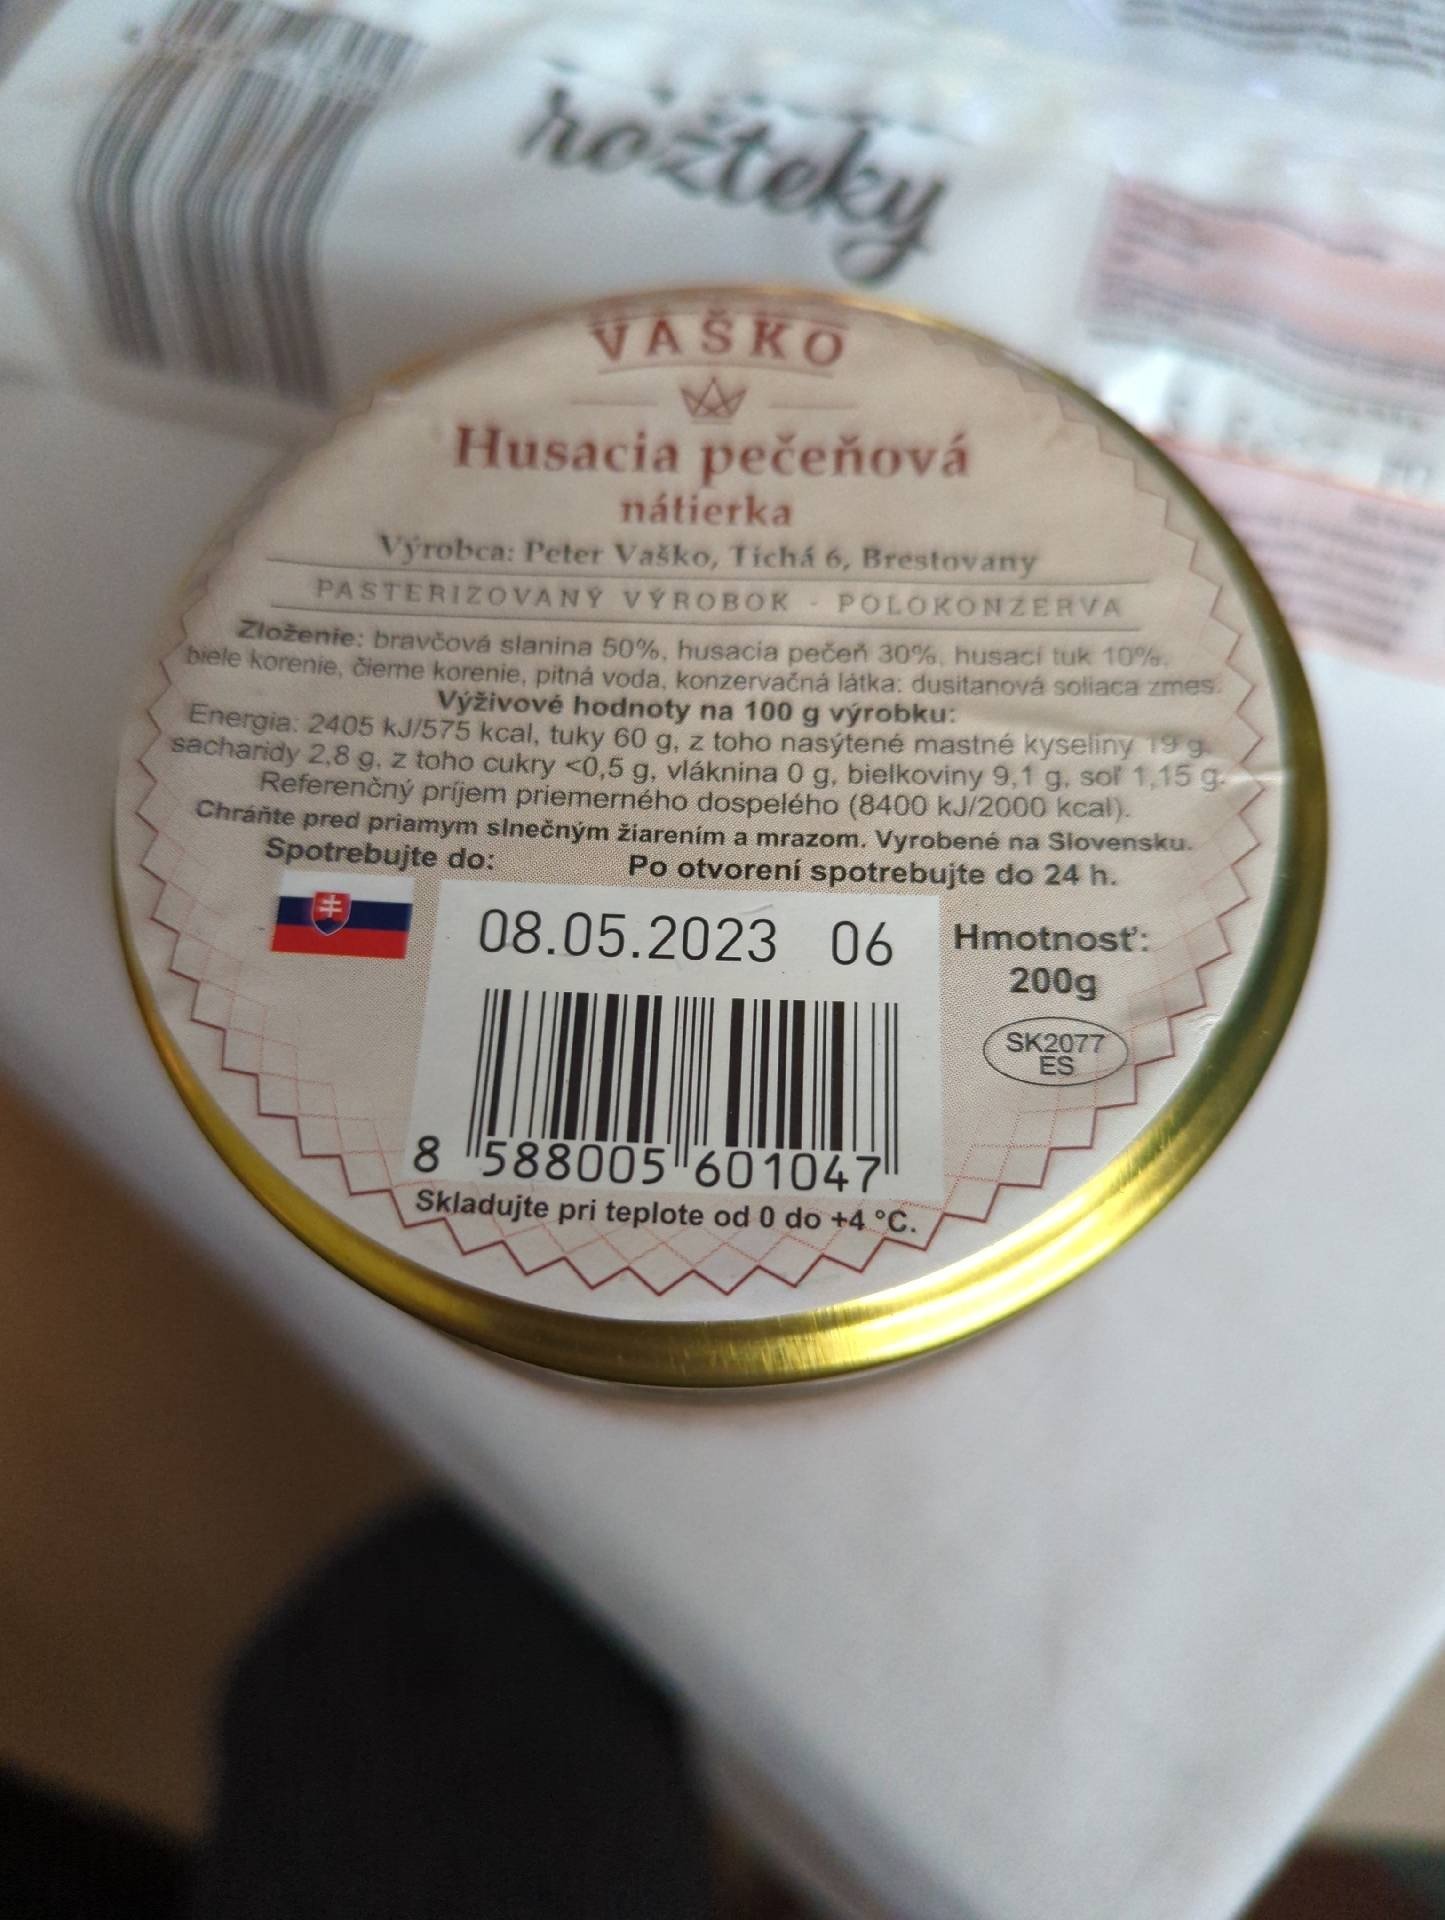 rožteky
VAŠKO
Husacia pečeňová
nátierka
Výrobca: Peter Vaško, Tichá 6, Brestovany
PASTERIZOVANÝ VÝROBOK - POLOKONZERVA
Zloženie: bravčová slanina 50%, husacia pečeň 30%, husací tuk 10%,
biele korenie, čierne korenie, pitná voda, konzervačná látka: dusitanová soliaca zmes.
Výživové hodnoty na 100 g výrobku:
Energia: 2405 kJ/575 kcal, tuky 60 g, z toho nasýtené mastné kyseliny 19 g,
sacharidy 2,8 g, z toho cukry <0,5 g, vláknina 0 g, bielkoviny 9,1 g, soľ 1,15 g.
Referenčný príjem priemerného dospelého (8400 kJ/2000 kcal).
Chráňte pred priamym slnečným žiarením a mrazom. Vyrobené na Slovensku.
Spotrebujte do: Po otvorení spotrebujte do 24 h.
08.05.2023 06
Hmotnosť:
200g
SK2077
ES
8 588005 601047
Skladujte pri teplote od 0 do +4 °C.